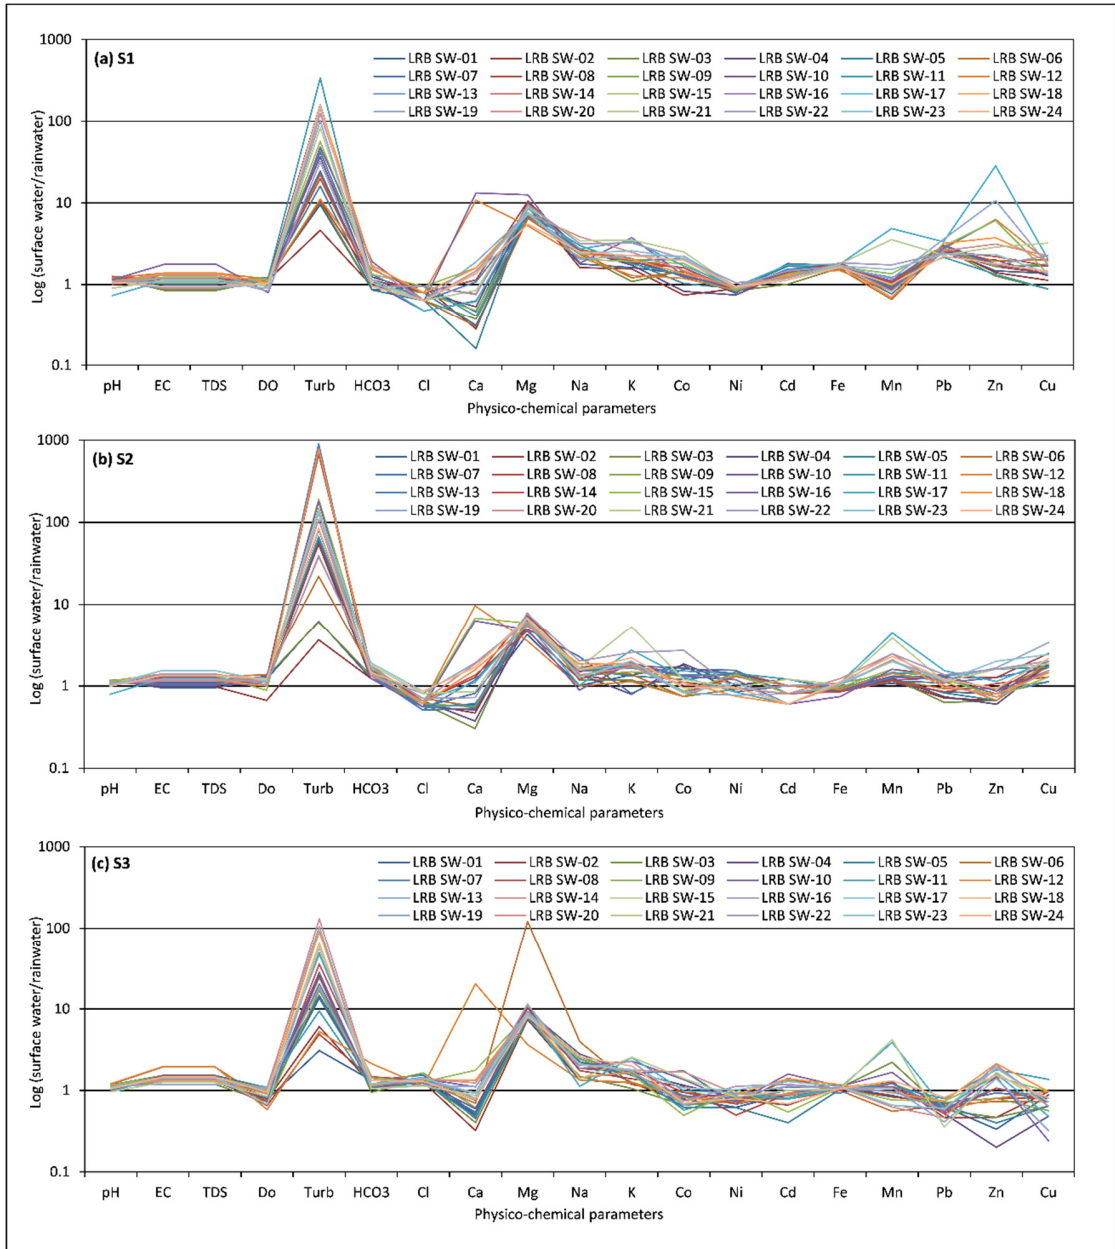 (a) S1
LRB SW-01 LRB SW-02 LRB SW-03 LRB SW-04 LRB SW-05 LRB SW-06
LRB SW-07 LRB SW-08 LRB SW-09 LRB SW-10 LRB SW-11 LRB SW-12
LRB SW-13 LRB SW-14 LRB SW-15 LRB SW-16 LRB SW-17 LRB SW-18
LRB SW-19 LRB SW-20 LRB SW-21 LRB SW-22 LRB SW-23 LRB SW-24
Log (surface water/rainwater)
1000
100
10
1
0.1
pH EC TDS DO Turb HCO3 Cl Ca Mg Na K Co Ni Cd Fe Mn Pb Zn Cu
Physico-chemical parameters
(b) S2
LRB SW-01 LRB SW-02 LRB SW-03 LRB SW-04 LRB SW-05 LRB SW-06
LRB SW-07 LRB SW-08 LRB SW-09 LRB SW-10 LRB SW-11 LRB SW-12
LRB SW-13 LRB SW-14 LRB SW-15 LRB SW-16 LRB SW-17 LRB SW-18
LRB SW-19 LRB SW-20 LRB SW-21 LRB SW-22 LRB SW-23 LRB SW-24
Log (surface water/rainwater)
1000
100
10
1
0.1
pH EC TDS Do Turb HCO3 Cl Ca Mg Na K Co Ni Cd Fe Mn Pb Zn Cu
Physico-chemical parameters
(c) S3
LRB SW-01 LRB SW-02 LRB SW-03 LRB SW-04 LRB SW-05 LRB SW-06
LRB SW-07 LRB SW-08 LRB SW-09 LRB SW-10 LRB SW-11 LRB SW-12
LRB SW-13 LRB SW-14 LRB SW-15 LRB SW-16 LRB SW-17 LRB SW-18
LRB SW-19 LRB SW-20 LRB SW-21 LRB SW-22 LRB SW-23 LRB SW-24
Log (surface water/rainwater)
1000
100
10
1
0.1
pH EC TDS Do Turb HCO3 Cl Ca Mg Na K Co Ni Cd Fe Mn Pb Zn Cu
Physico-chemical parameters